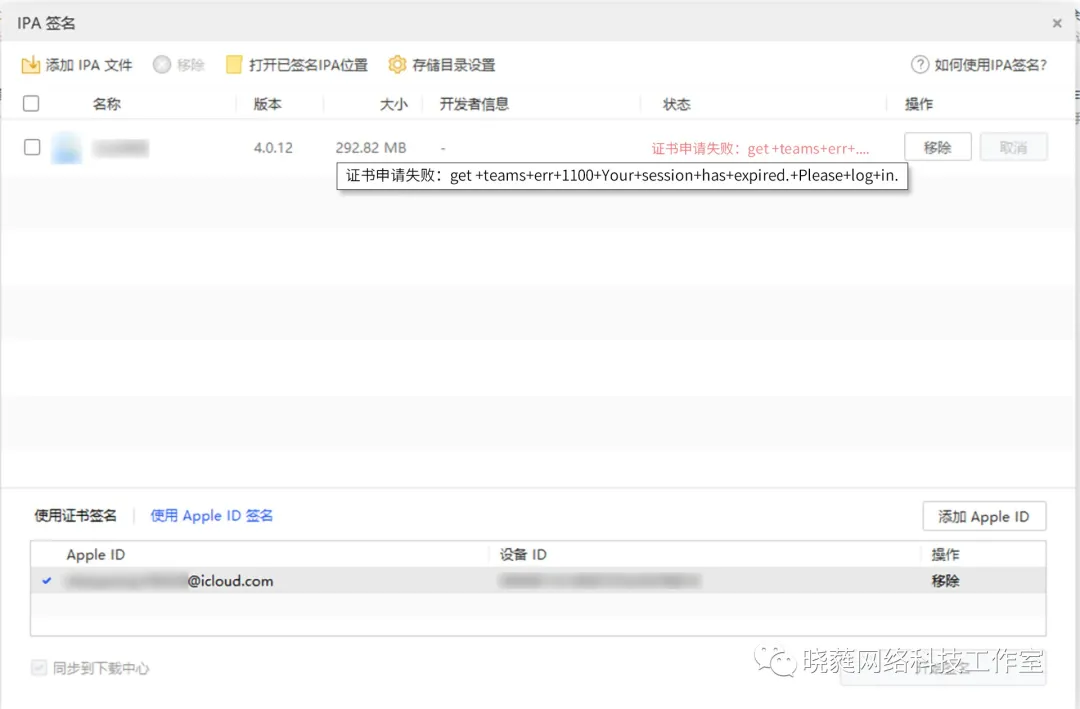 IPA 签名
添加 IPA 文件 移除 打开已签名IPA位置 存储目录设置 如何使用IPA签名?
名称 版本 大小 开发者信息 状态 操作
4.0.12 292.82 MB - 证书申请失败：get +teams+err+.... 移除 取消
证书申请失败：get +teams+err+1100+Your+session+has+expired.+Please+log+in.
使用证书签名 使用 Apple ID 签名 添加 Apple ID
Apple ID 设备 ID 操作
@icloud.com 移除
同步到下载中心
晓蕤网络科技工作室